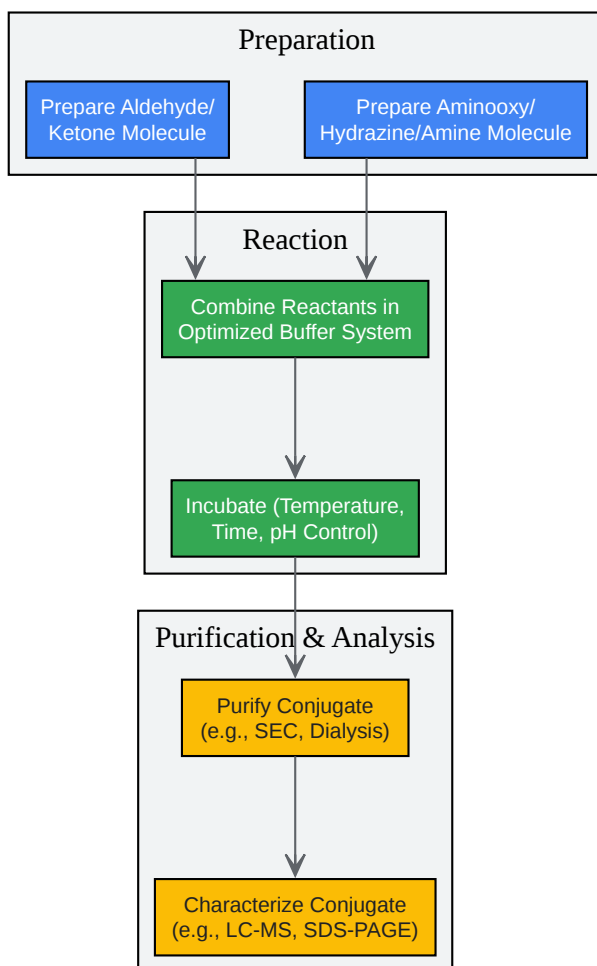 Preparation
Prepare Aldehyde/
Ketone Molecule
Prepare Aminooxy/
Hydrazine/Amine Molecule
Reaction
Combine Reactants in
Optimized Buffer System
Incubate (Temperature,
Time, pH Control)
Purification & Analysis
Purify Conjugate
(e.g., SEC, Dialysis)
Characterize Conjugate
(e.g., LC-MS, SDS-PAGE)